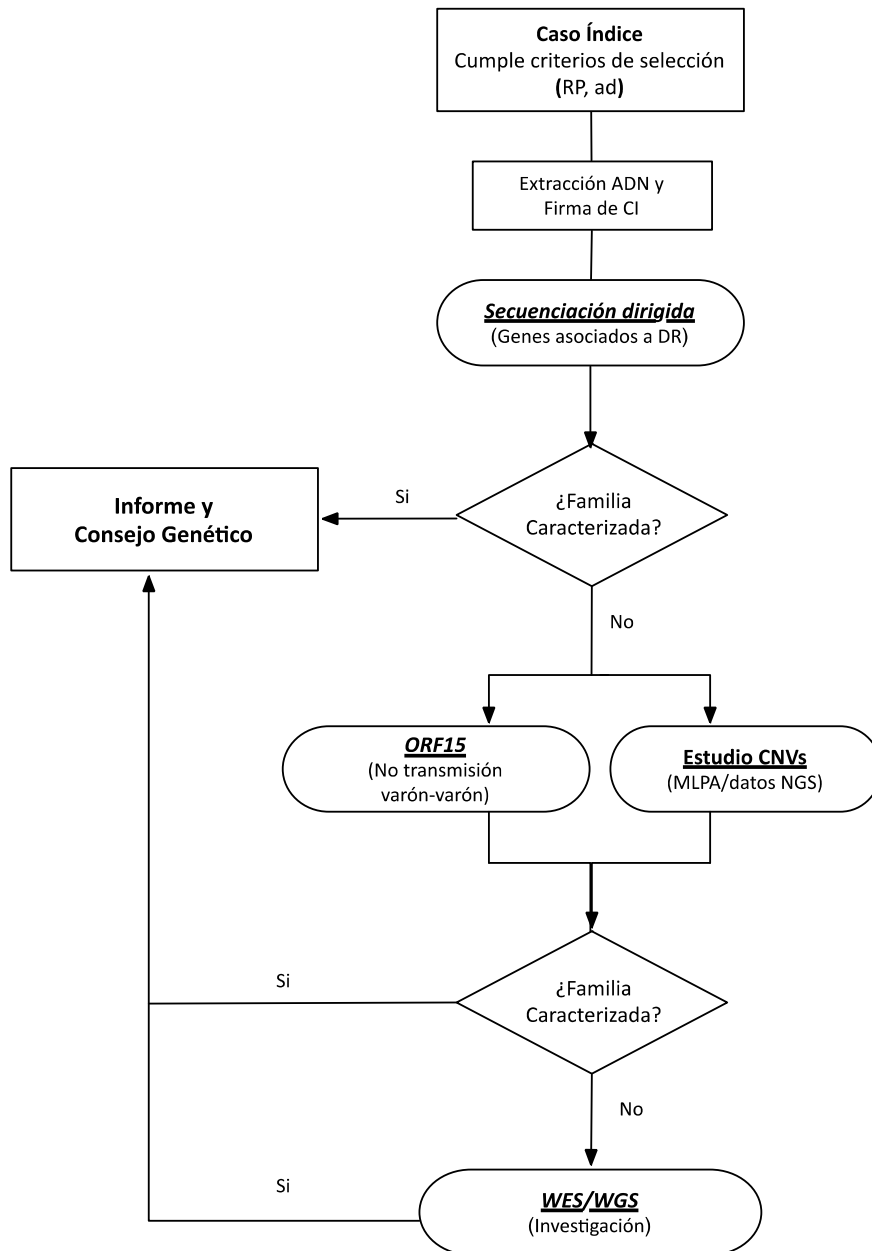 Caso Índice
Cumple criterios de selección
(RP, ad)
Extracción ADN y
Firma de CI
Secuenciación dirigida
(Genes asociados a DR)
¿Familia
Caracterizada?
Si
Informe y
Consejo Genético
No
ORF15
(No transmisión
varón-varón)
Estudio CNVs
(MLPA/datos NGS)
¿Familia
Caracterizada?
Si
No
WES/WGS
(Investigación)
Si